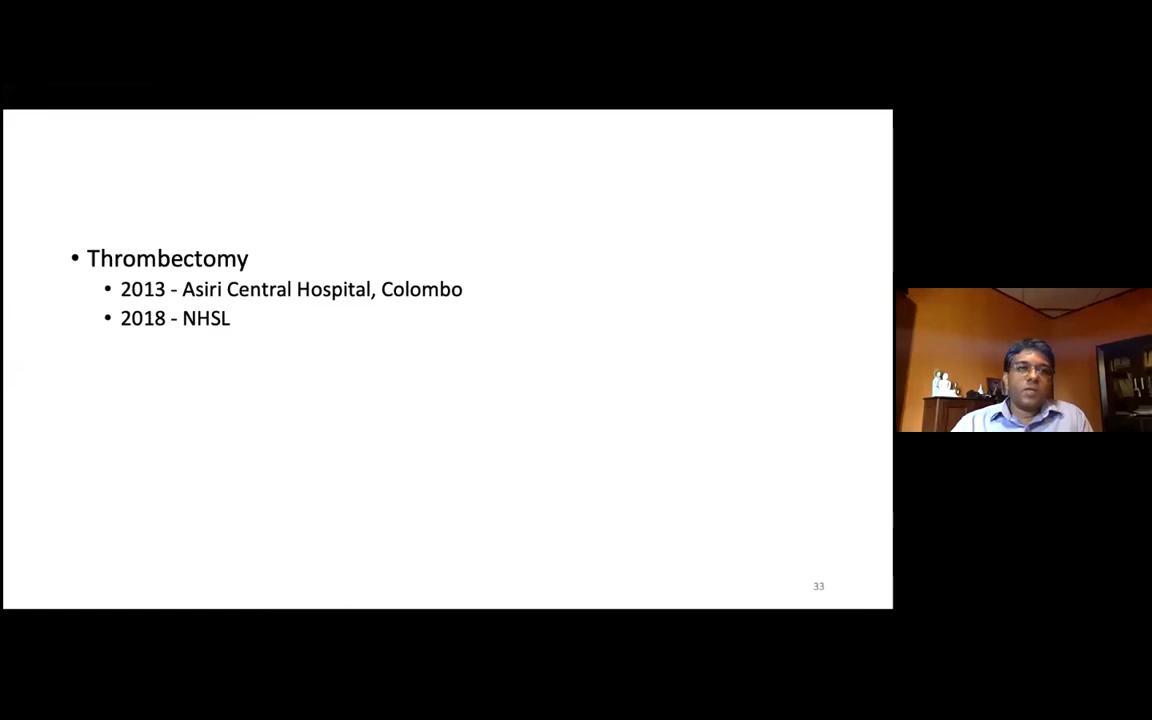 • Thrombectomy
• 2013 - Asiri Central Hospital, Colombo
• 2018 - NHSL
33